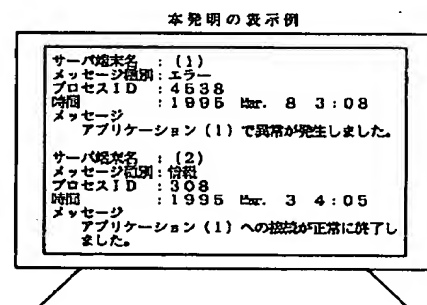 本発明の表示例
サーバ端末名 : (1)
メッセージ種別 : エラー
プロセスID : 4538
時間 : 1995 Mar. 8 3:08
メッセージ
アプリケーション(1)で異常が発生しました。
サーバ端末名 : (2)
メッセージ種別 : 情報
プロセスID : 308
時間 : 1995 Mar. 3 4:05
メッセージ
アプリケーション(1)への接続が正常に終了し
ました。